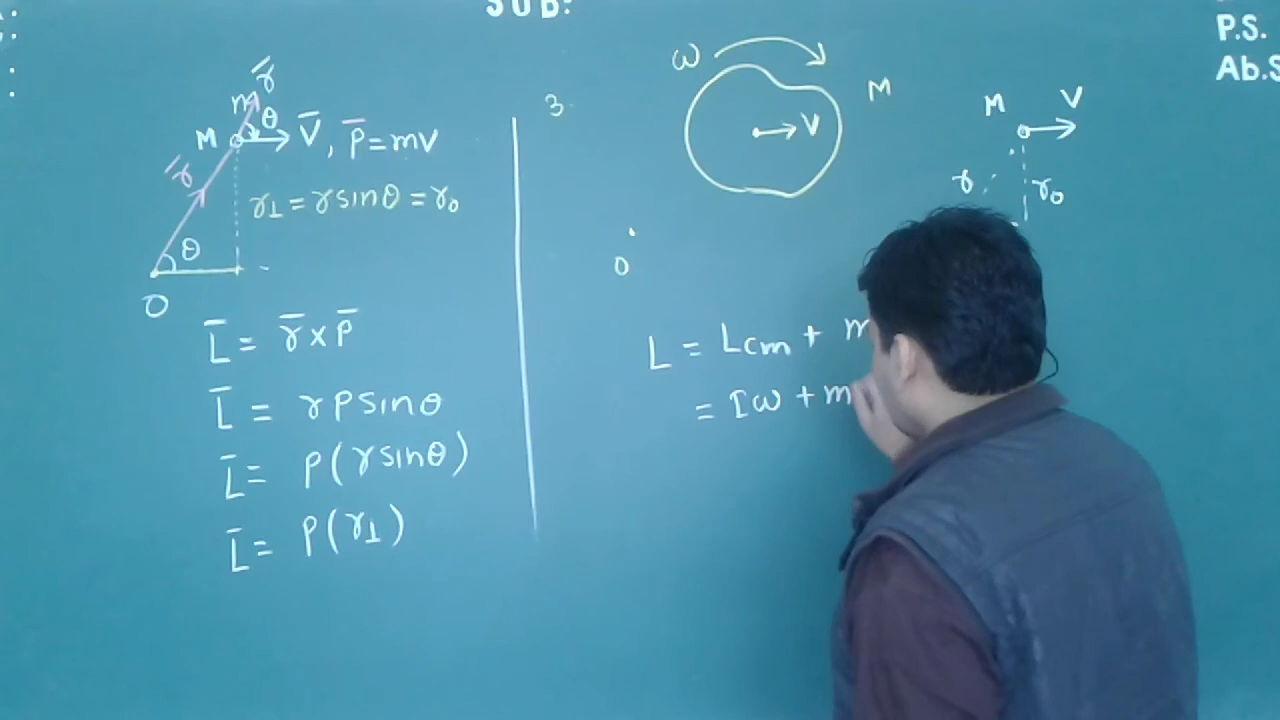 SUB:
P.S.
Ab.S
r̄
m θ
M V̄, P̄=mV
r̄
r⊥ = r sinθ = r₀
θ
O
L̄ = r̄ × P̄
L̄ = r P sinθ
L̄ = P(r sinθ)
L̄ = P(r⊥)
3.
ω
M
V
O
M V
r r₀
L = Lcm + m
= Iω + m